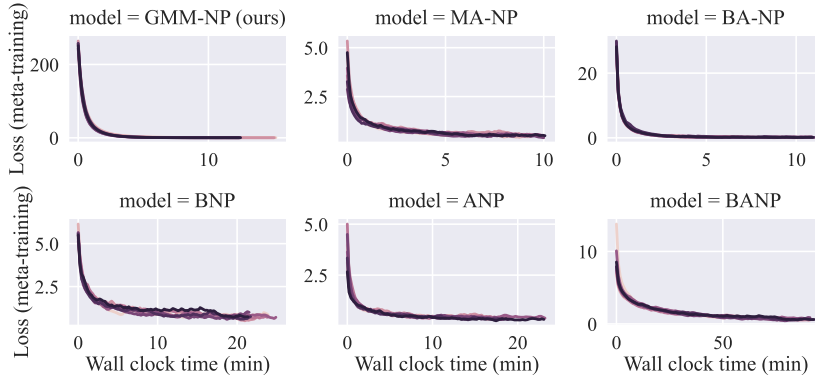 model = GMM-NP (ours)
model = MA-NP
model = BA-NP
Loss (meta-training)
200
0
0
10
5.0
2.5
0
5
10
20
0
0
5
10
model = BNP
model = ANP
model = BANP
Loss (meta-training)
5.0
2.5
0
10
20
Wall clock time (min)
5.0
2.5
0
10
20
Wall clock time (min)
10
0
0
50
Wall clock time (min)